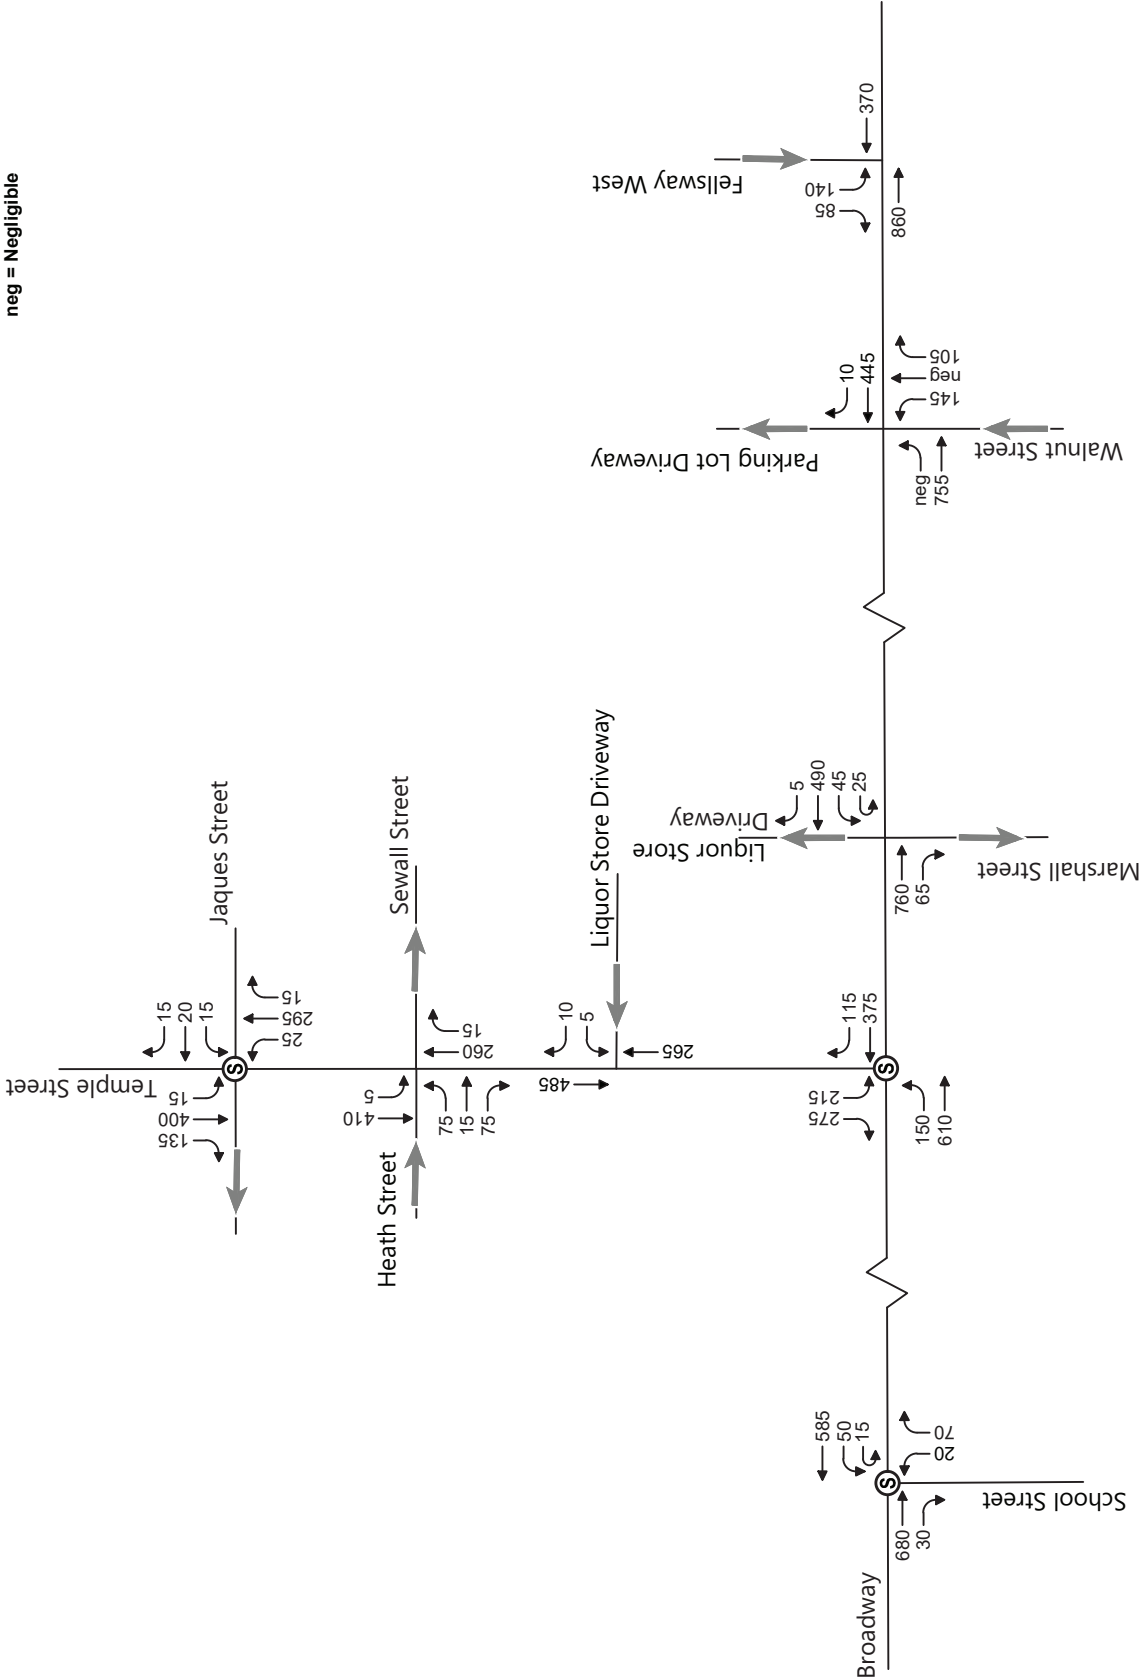 neg = Negligible
370
Fellsway West
140
85
860
10
445
105
neg
145
Parking Lot Driveway
Walnut Street
neg
755
Jaques Street
Sewall Street
Liquor Store Driveway
Liquor Store
Driveway
5
490
45
25
760
65
Marshall Street
Temple Street
15
20
15
15
295
25
15
400
135
S
15
260
5
410
75
15
75
Heath Street
10
5
265
485
115
375
215
275
S
150
610
585
50
15
70
20
S
680
30
School Street
Broadway